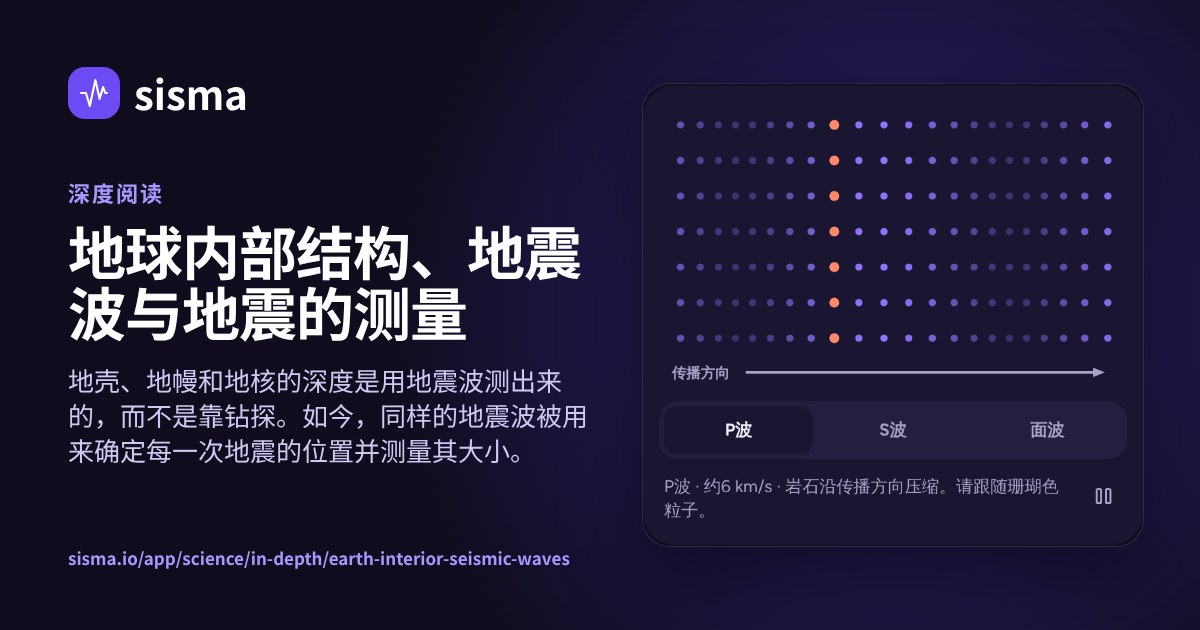 sisma
深度阅读
地球内部结构、地震
波与地震的测量
地壳、地幔和地核的深度是用地震波测出来
的，而不是靠钻探。如今，同样的地震波被用
来确定每一次地震的位置并测量其大小。
sisma.io/app/science/in-depth/earth-interior-seismic-waves
传播方向
P波
S波
面波
P波 · 约6 km/s · 岩石沿传播方向压缩。请跟随珊瑚色
粒子。